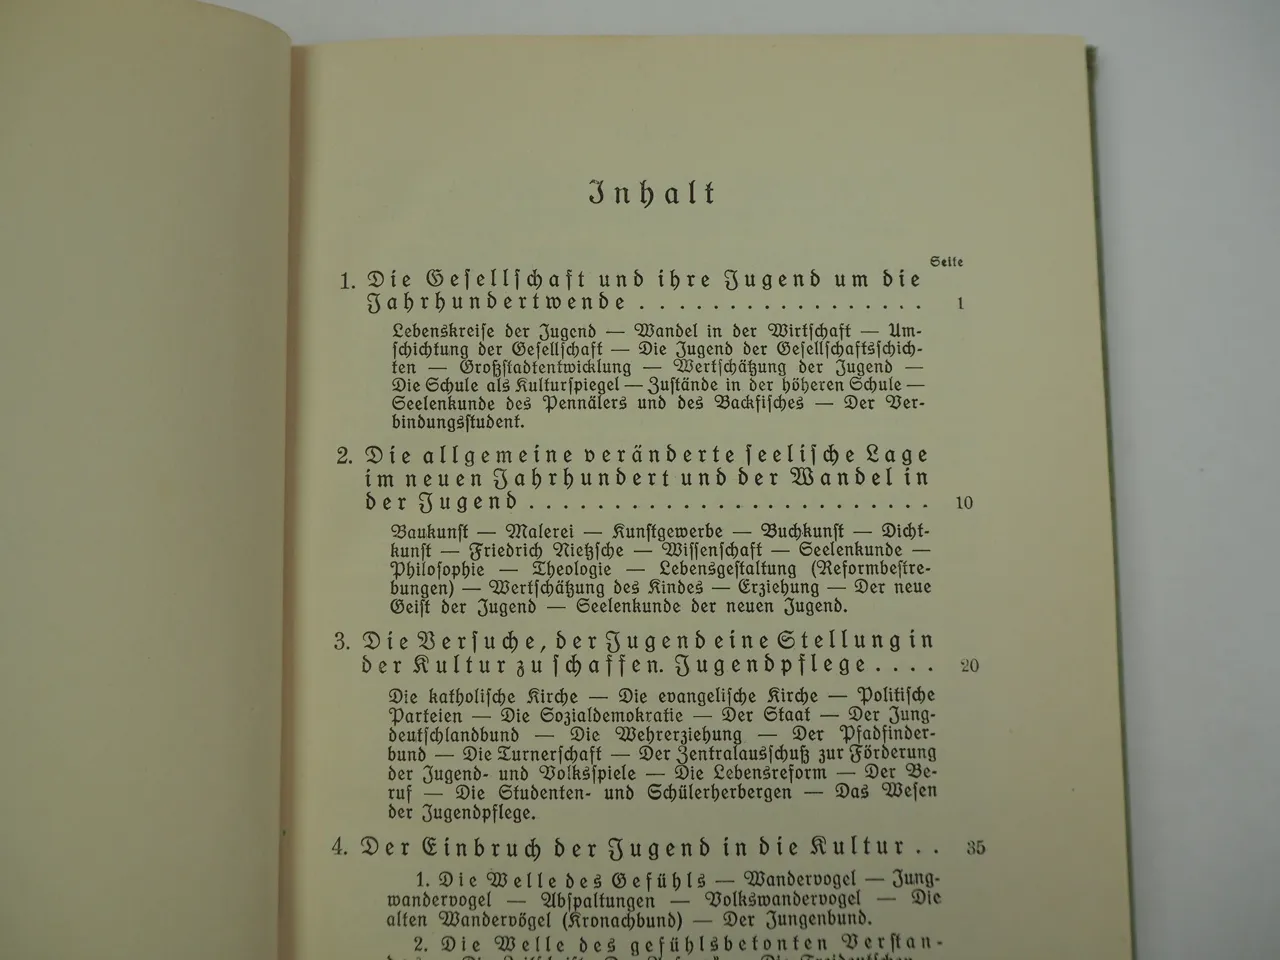 Inhalt
Seite
1. Die Gesellschaft und ihre Jugend um die
Jahrhundertwende . . . . . . . . . . . . . . . . . 1
Lebenskreise der Jugend — Wandel in der Wirtschaft — Um-
schichtung der Gesellschaft — Die Jugend der Gesellschaftsschich-
ten — Großstadtentwicklung — Wertschätzung der Jugend —
Die Schule als Kulturspiegel — Zustände in der höheren Schule —
Seelenkunde des Pennälers und des Backfisches — Der Ver-
bindungsstudent.
2. Die allgemeine veränderte seelische Lage
im neuen Jahrhundert und der Wandel in
der Jugend . . . . . . . . . . . . . . . . . . . . . . . . 10
Baukunst — Malerei — Kunstgewerbe — Buchkunst — Dicht-
kunst — Friedrich Nietzsche — Wissenschaft — Seelenkunde —
Philosophie — Theologie — Lebensgestaltung (Reformbestre-
bungen) — Wertschätzung des Kindes — Erziehung — Der neue
Geist der Jugend — Seelenkunde der neuen Jugend.
3. Die Versuche, der Jugend eine Stellung in
der Kultur zu schaffen. Jugendpflege . . . . 20
Die katholische Kirche — Die evangelische Kirche — Politische
Parteien — Die Sozialdemokratie — Der Staat — Der Jung-
deutschlandbund — Die Wehrerziehung — Der Pfadfinder-
bund — Die Turnerschaft — Der Zentralausschuß zur Förderung
der Jugend- und Volksspiele — Die Lebensreform — Der Be-
ruf — Die Studenten- und Schülerherbergen — Das Wesen
der Jugendpflege.
4. Der Einbruch der Jugend in die Kultur . . 35
1. Die Welle des Gefühls — Wandervogel — Jung-
wandervogel — Abspaltungen — Volkswandervogel — Die
alten Wandervögel (Kronachbund) — Der Jungenbund.
2. Die Welle des gefühlsbetonten Verstan-